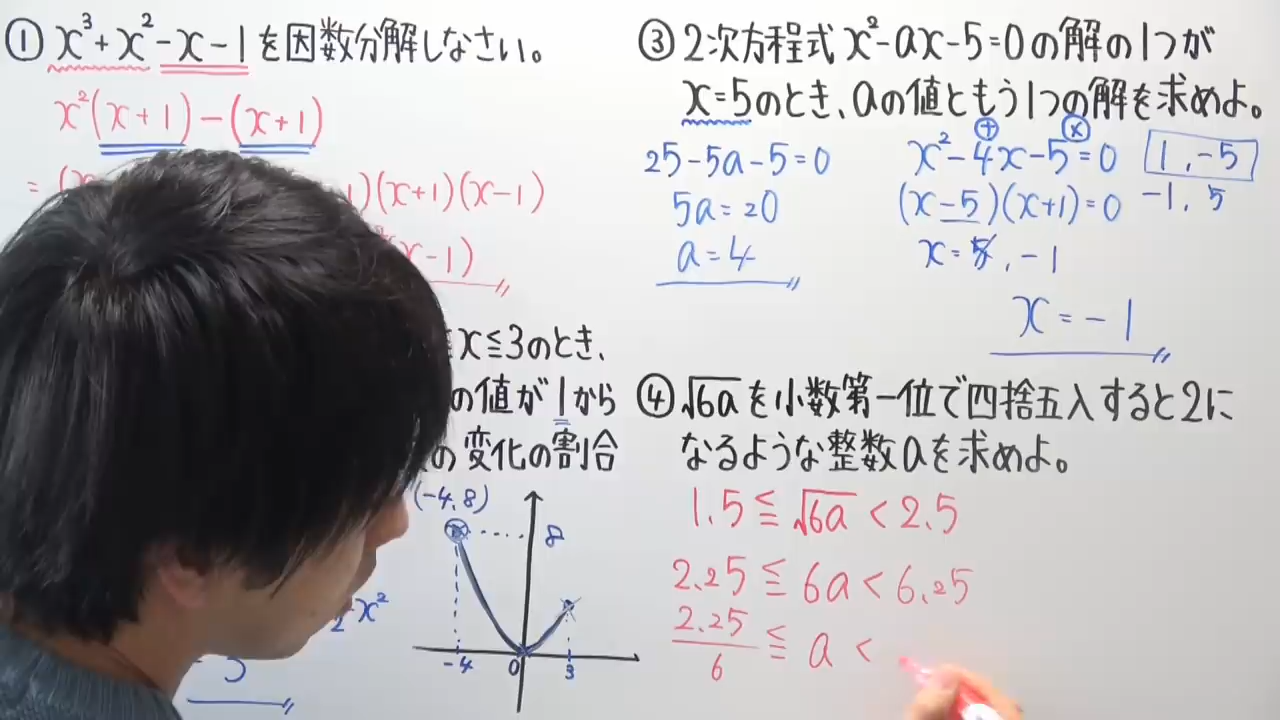 ① x³+x²-x-1を因数分解しなさい。
x²(x+1)-(x+1)
=
)(x+1)(x-1)
x-1)
x≦3のとき、
の値が1から
の変化の割合
(-4,8)
8
-4 0 3
x²
③2次方程式x²-ax-5=0の解の1つが
x=5のとき、aの値ともう1つの解を求めよ。
25-5a-5=0
5a=20
a=4
+ ×
x²-4x-5=0
(x-5)(x+1)=0
x=5,-1
x=-1
1,-5
-1,5
④√6aを小数第一位で四捨五入すると2に
なるような整数aを求めよ。
1.5≦√6a<2.5
2.25≦6a<6.25
2.25/6≦a<